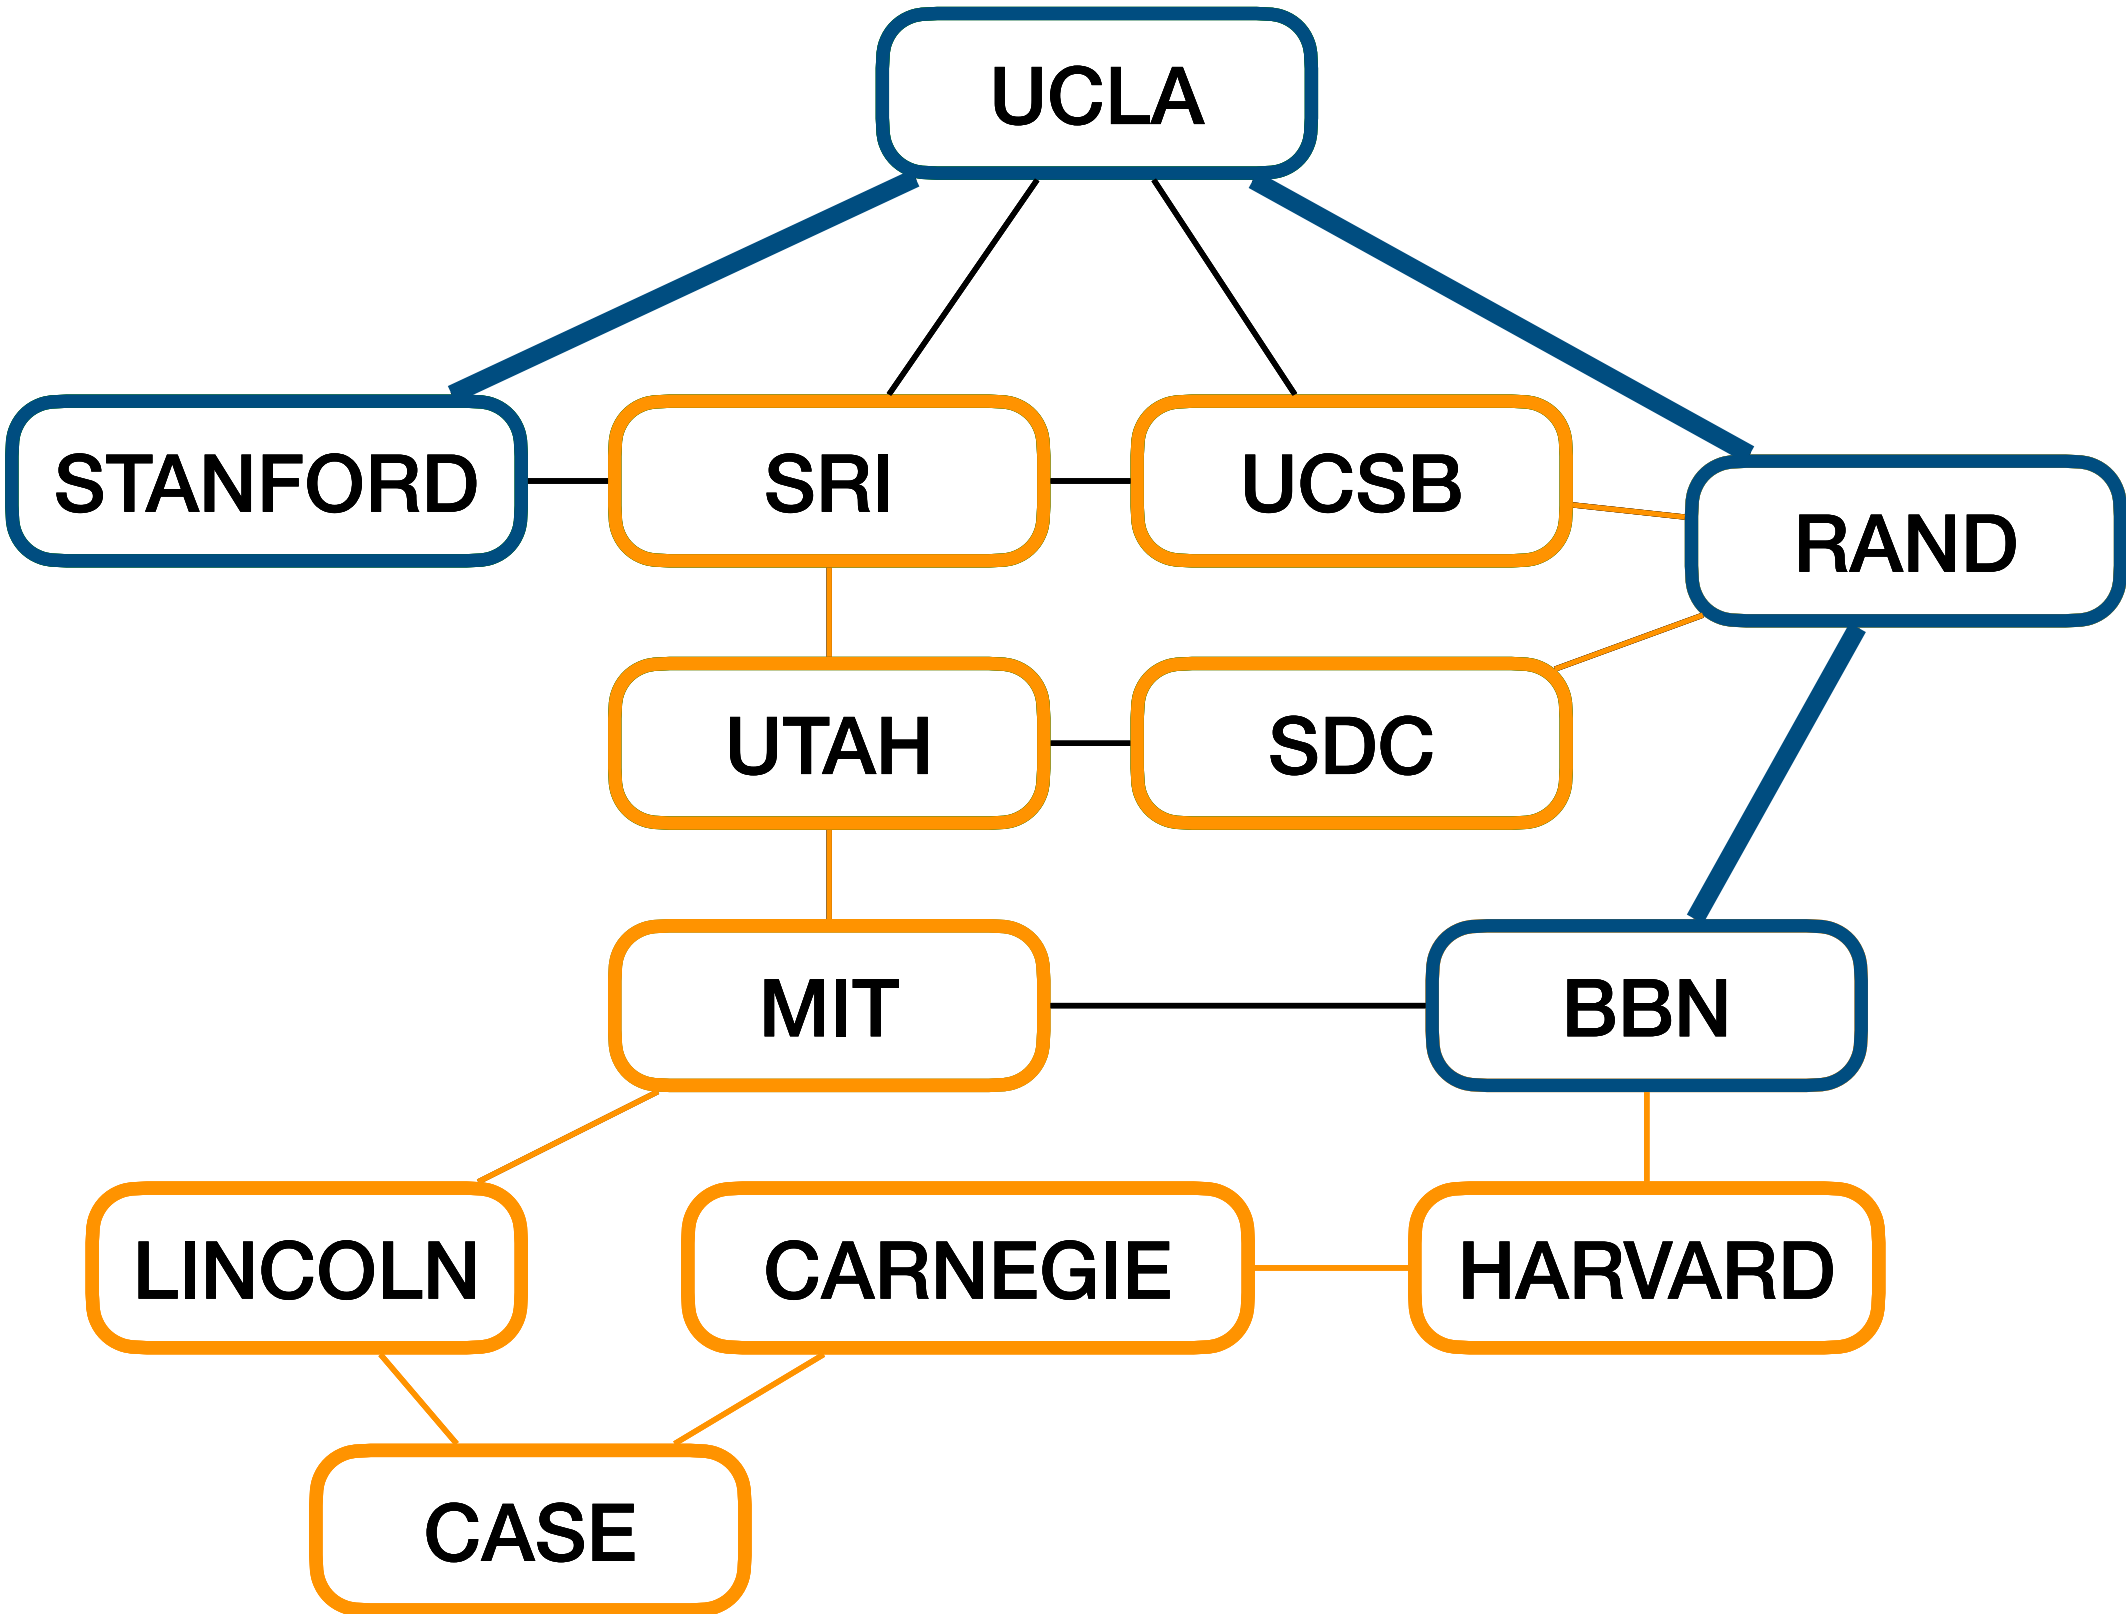 UCLA
STANFORD
SRI
UCSB
RAND
UTAH
SDC
MIT
BBN
LINCOLN
CARNEGIE
HARVARD
CASE